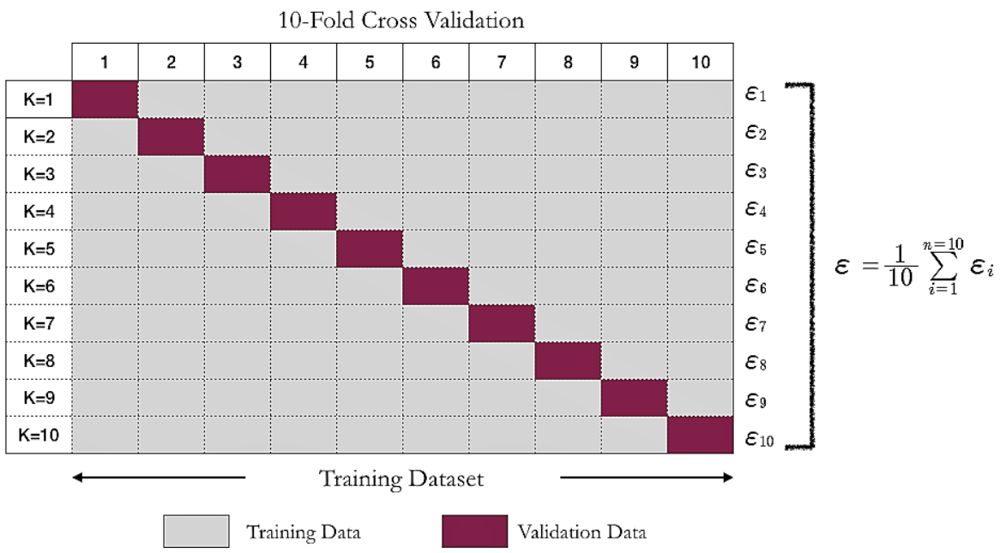 10-Fold Cross Validation
1 2 3 4 5 6 7 8 9 10
K=1 ε1
K=2 ε2
K=3 ε3
K=4 ε4
K=5 ε5
K=6 ε6
K=7 ε7
K=8 ε8
K=9 ε9
K=10 ε10
ε = 1/10 ∑ i=1 n=10 εi
Training Dataset
Training Data Validation Data